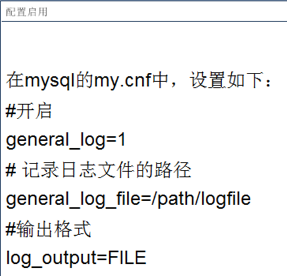 配置启用
在mysql的my.cnf中，设置如下：
#开启
general_log=1
# 记录日志文件的路径
general_log_file=/path/logfile
#输出格式
log_output=FILE